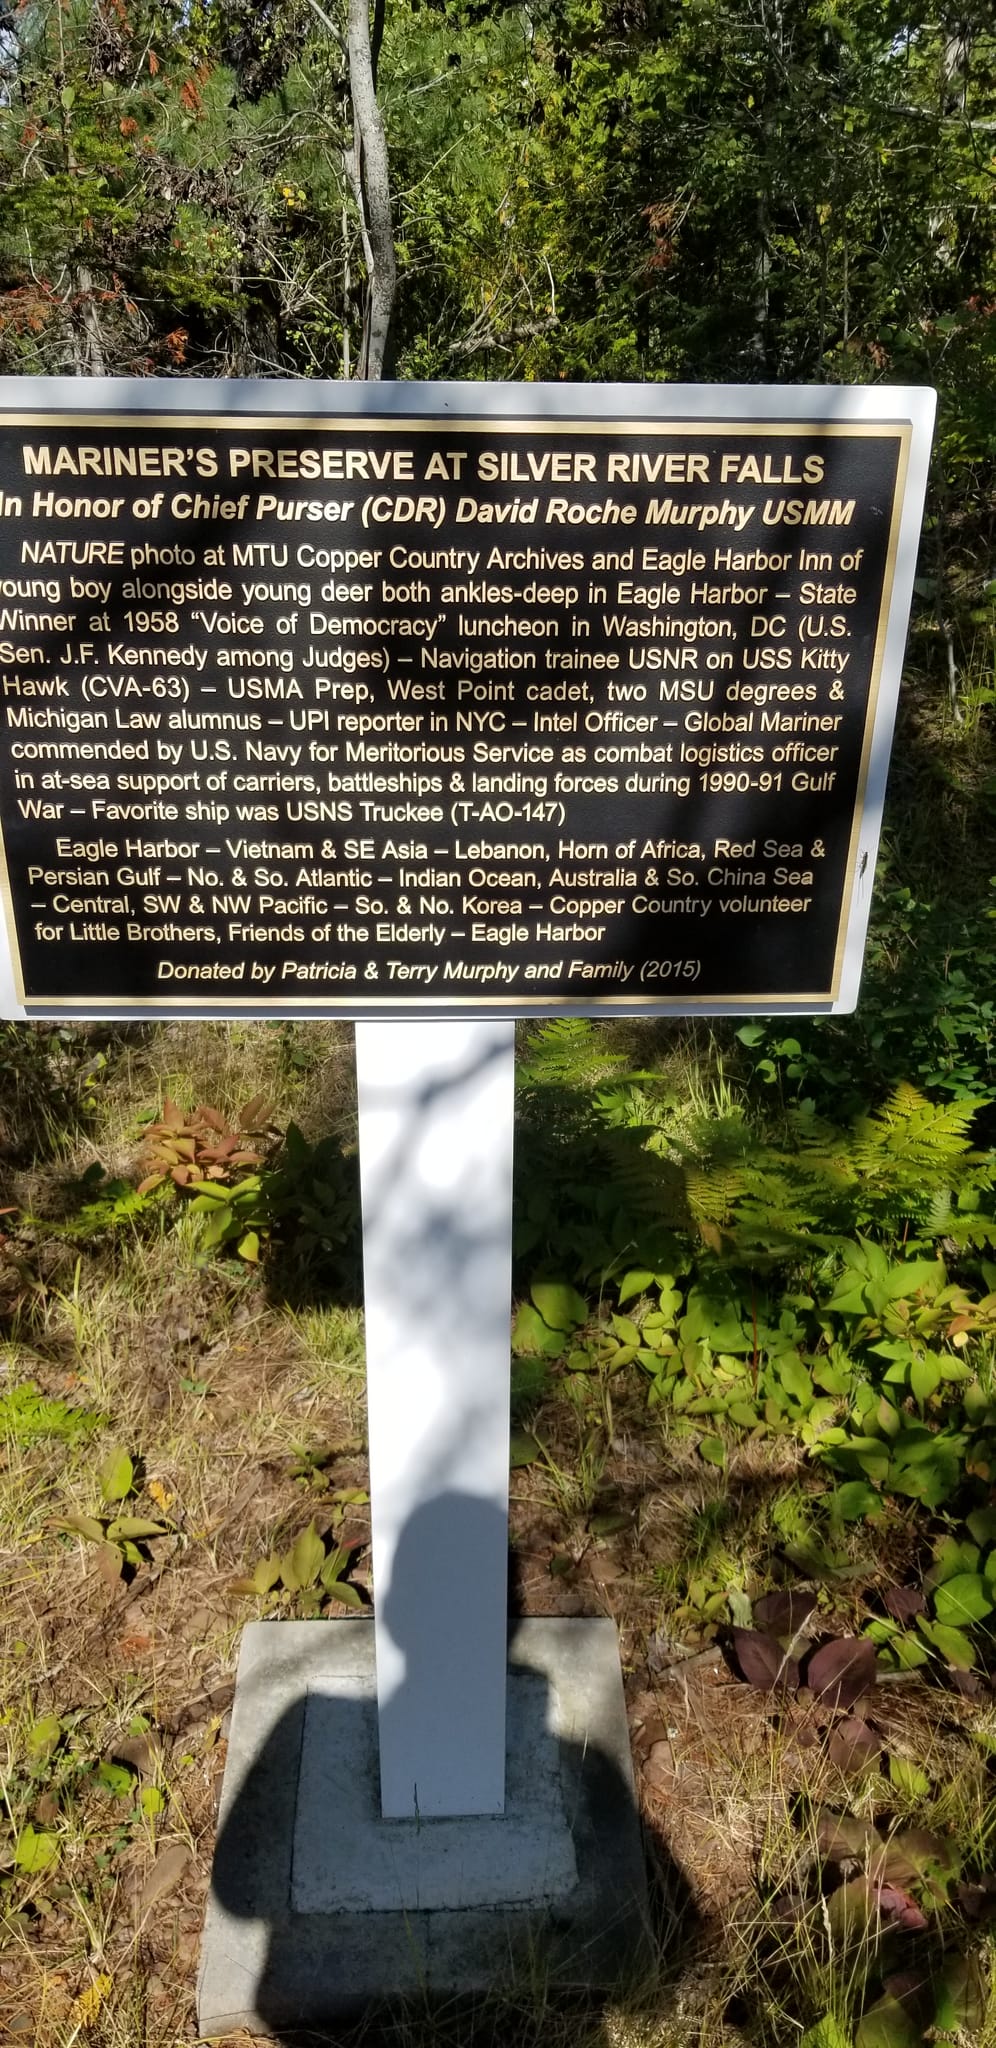 MARINER'S PRESERVE AT SILVER RIVER FALLS
In Honor of Chief Purser (CDR) David Roche Murphy USMM
NATURE photo at MTU Copper Country Archives and Eagle Harbor Inn of
young boy alongside young deer both ankles-deep in Eagle Harbor – State
Winner at 1958 “Voice of Democracy” luncheon in Washington, DC (U.S.
Sen. J.F. Kennedy among Judges) – Navigation trainee USNR on USS Kitty
Hawk (CVA-63) – USMA Prep, West Point cadet, two MSU degrees &
Michigan Law alumnus – UPI reporter in NYC – Intel Officer – Global Mariner
commended by U.S. Navy for Meritorious Service as combat logistics officer
in at-sea support of carriers, battleships & landing forces during 1990-91 Gulf
War – Favorite ship was USNS Truckee (T-AO-147)
Eagle Harbor – Vietnam & SE Asia – Lebanon, Horn of Africa, Red Sea &
Persian Gulf – No. & So. Atlantic – Indian Ocean, Australia & So. China Sea
– Central, SW & NW Pacific – So. & No. Korea – Copper Country volunteer
for Little Brothers, Friends of the Elderly – Eagle Harbor
Donated by Patricia & Terry Murphy and Family (2015)